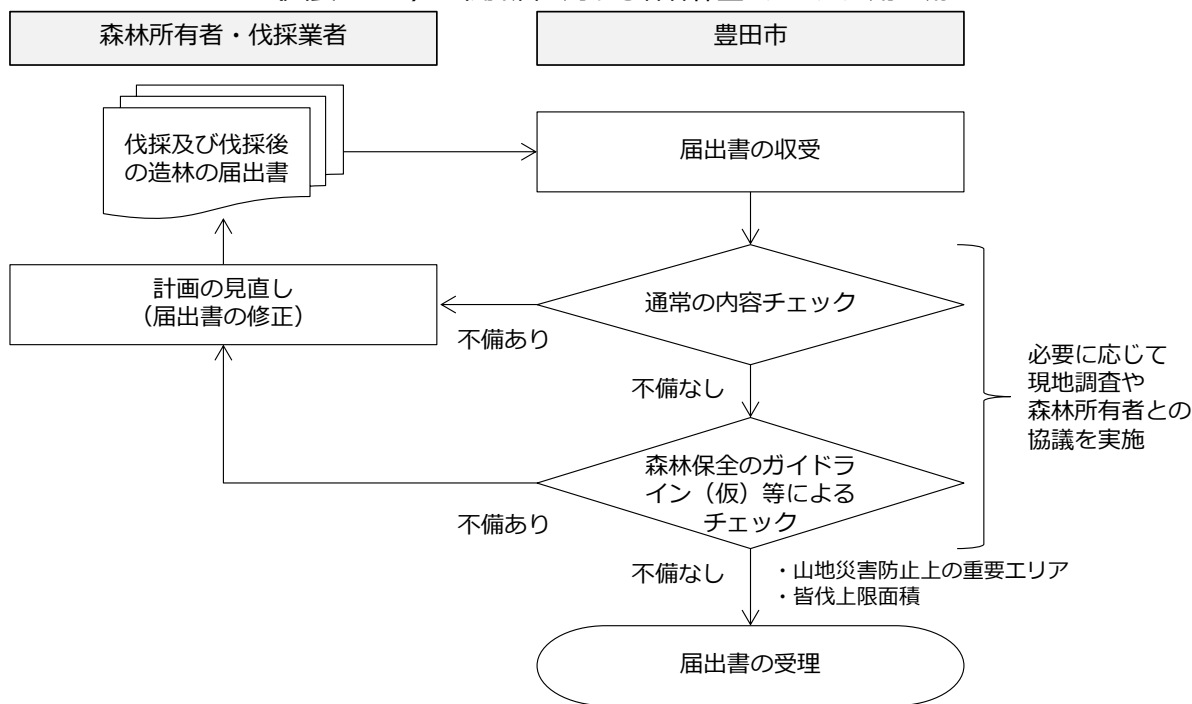 森林所有者・伐採業者
豊田市
伐採及び伐採後
の造林の届出書
届出書の収受
計画の見直し
（届出書の修正）
通常の内容チェック
不備あり
不備なし
必要に応じて
現地調査や
森林所有者との
協議を実施
森林保全のガイドラ
イン（仮）等による
チェック
不備あり
不備なし
・山地災害防止上の重要エリア
・皆伐上限面積
届出書の受理